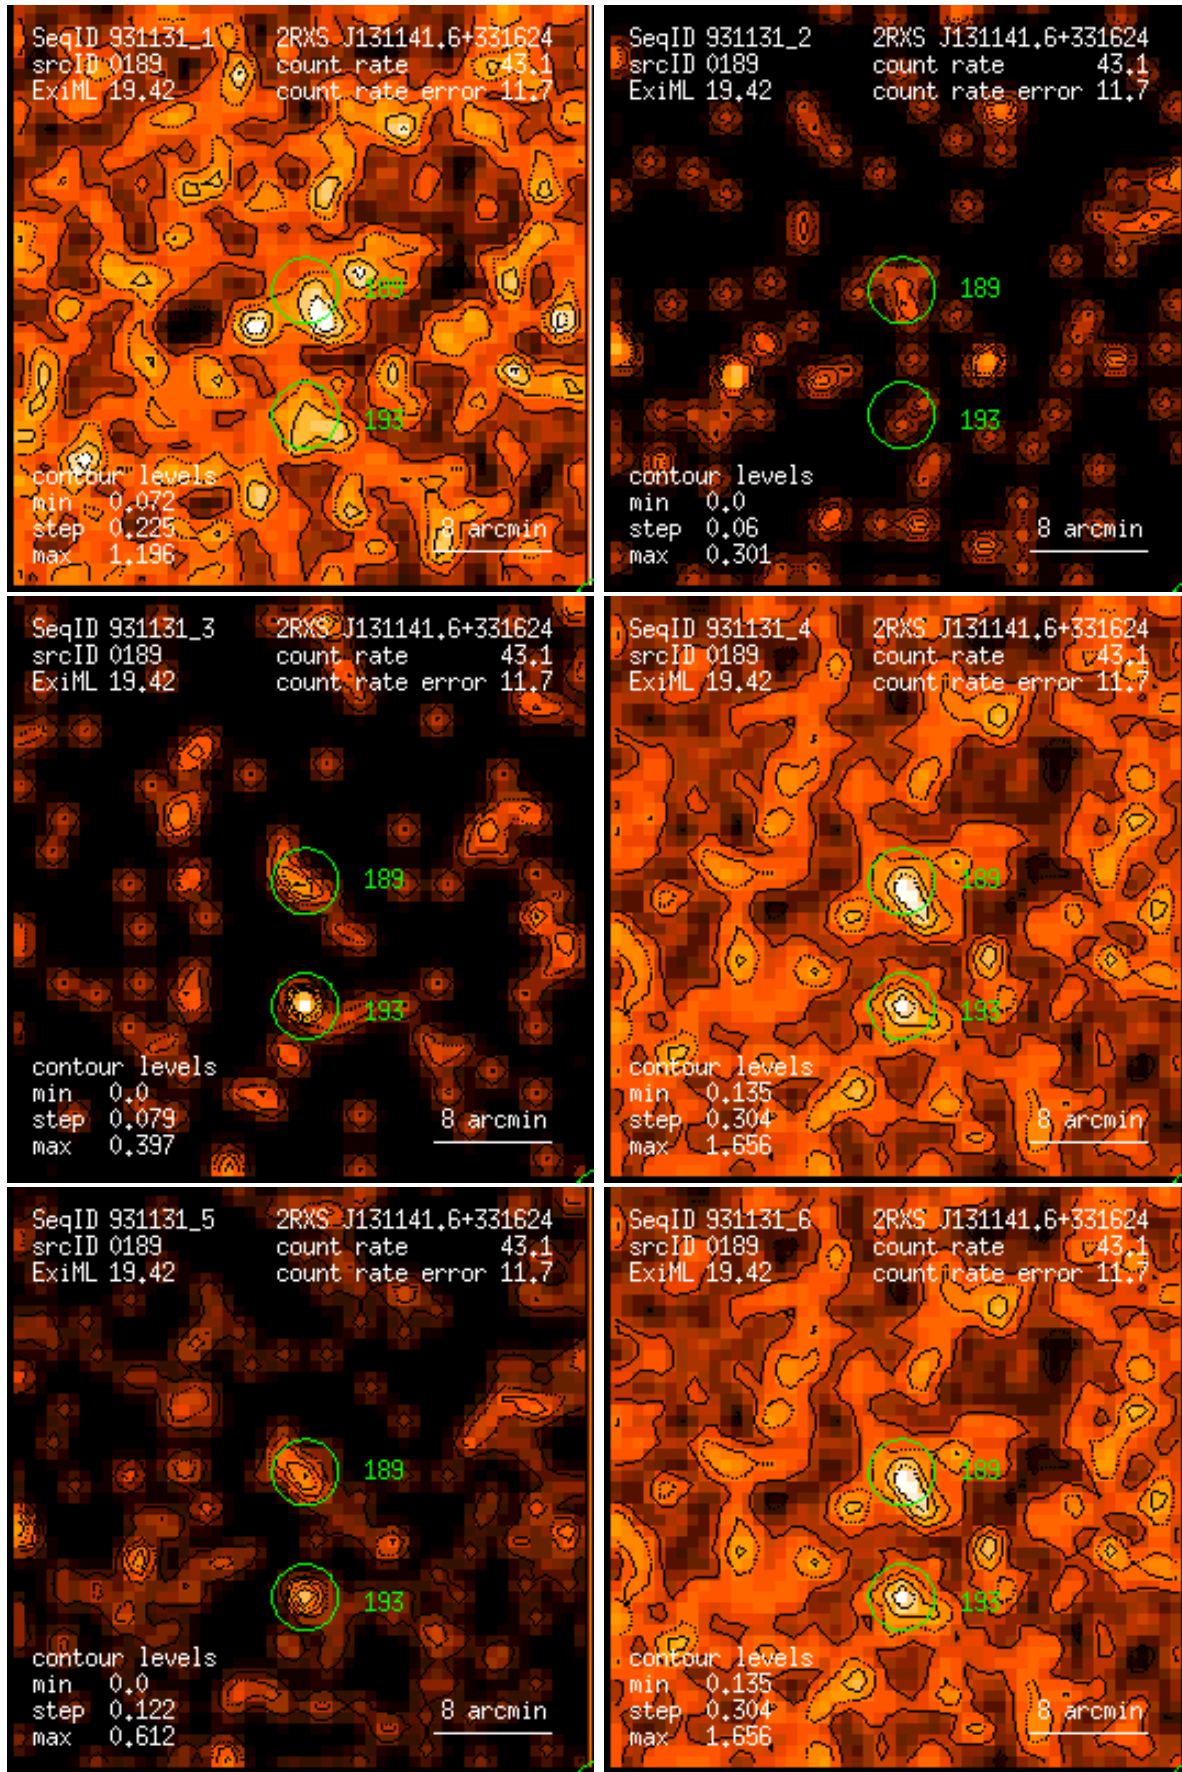 SeqID 931131_1 2RXS J131141.6+331624
srcID 0189 count rate 43.1
ExiML 19.42 count rate error 11.7
189
193
contour levels
min 0.072
step 0.225 8 arcmin
max 1.196
SeqID 931131_2 2RXS J131141.6+331624
srcID 0189 count rate 43.1
ExiML 19.42 count rate error 11.7
189
193
contour levels
min 0.0
step 0.06 8 arcmin
max 0.301
SeqID 931131_3 2RXS J131141.6+331624
srcID 0189 count rate 43.1
ExiML 19.42 count rate error 11.7
189
193
contour levels
min 0.0
step 0.079 8 arcmin
max 0.397
SeqID 931131_4 2RXS J131141.6+331624
srcID 0189 count rate 43.1
ExiML 19.42 count rate error 11.7
189
193
contour levels
min 0.135
step 0.304 8 arcmin
max 1.656
SeqID 931131_5 2RXS J131141.6+331624
srcID 0189 count rate 43.1
ExiML 19.42 count rate error 11.7
189
193
contour levels
min 0.0
step 0.122 8 arcmin
max 0.612
SeqID 931131_6 2RXS J131141.6+331624
srcID 0189 count rate 43.1
ExiML 19.42 count rate error 11.7
189
193
contour levels
min 0.135
step 0.304 8 arcmin
max 1.656